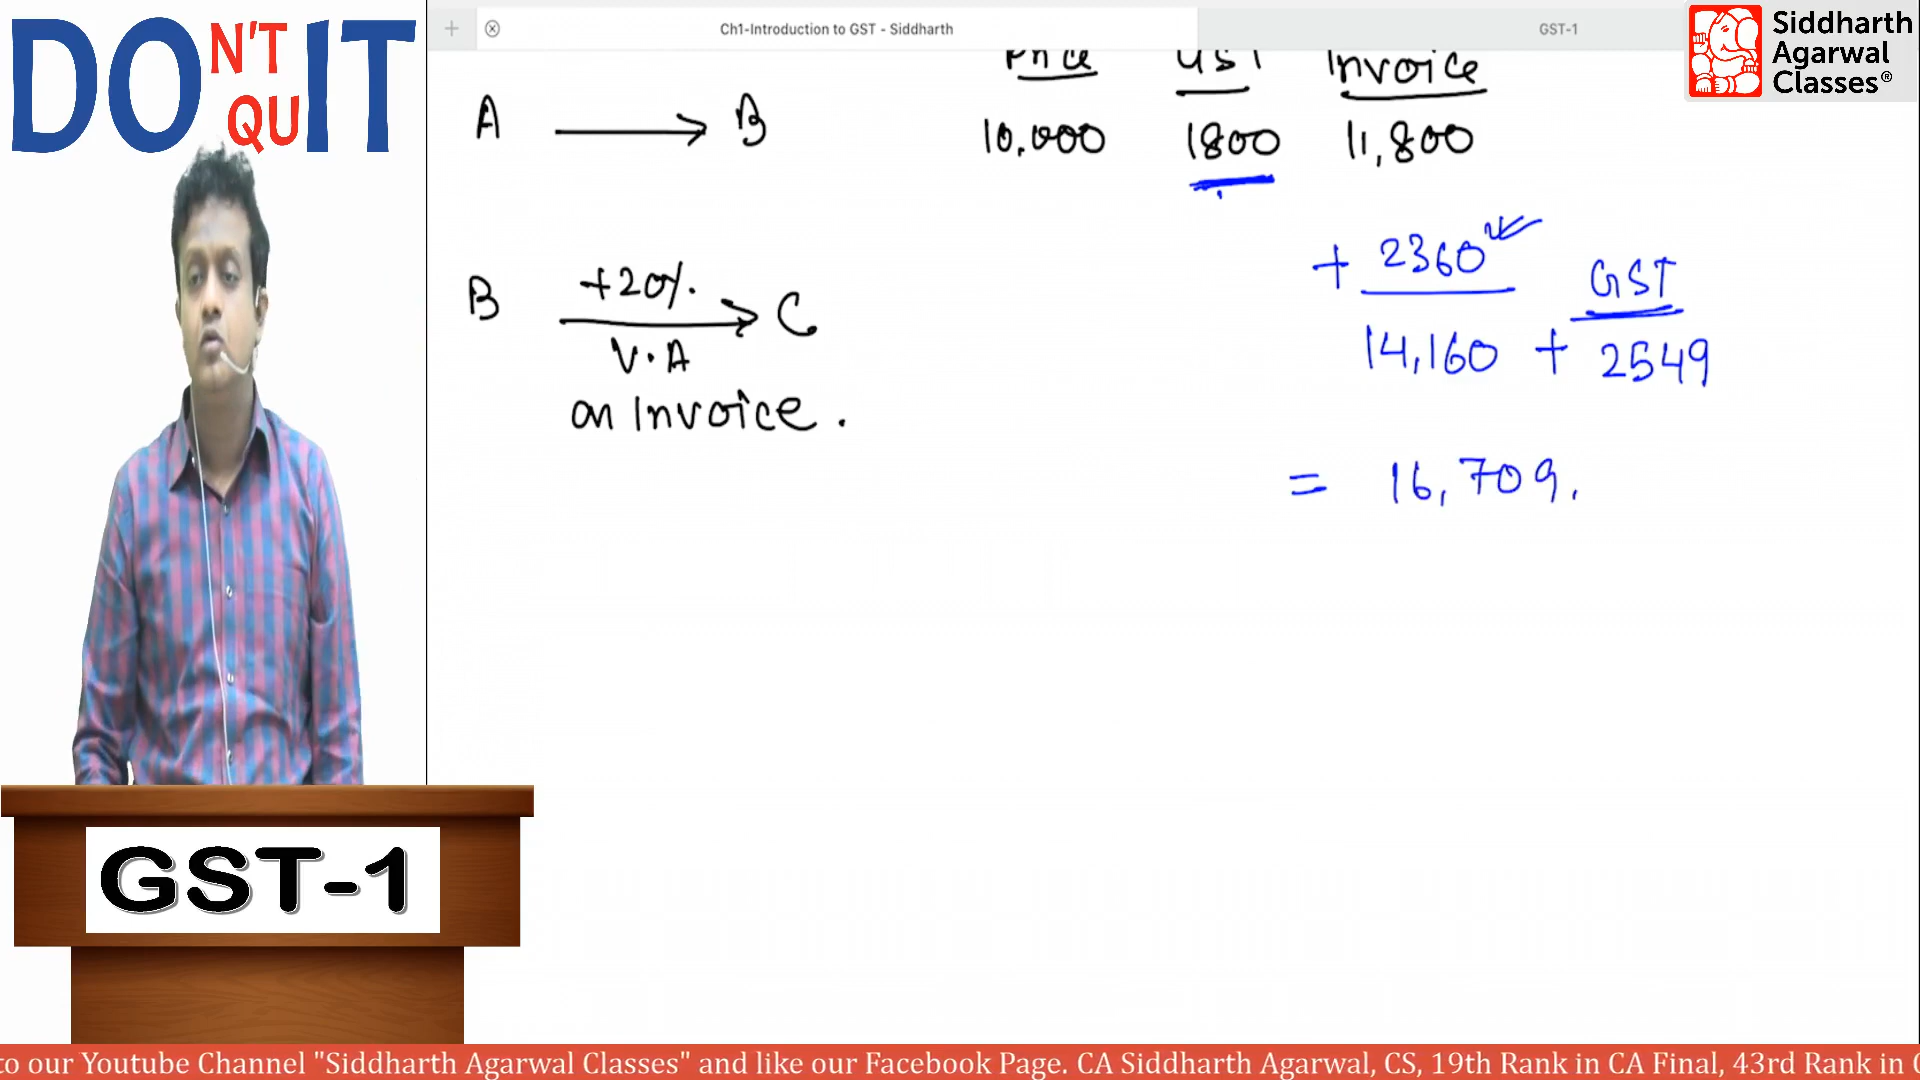 DON'T QUIT
Ch1-Introduction to GST - Siddharth
GST-1
Siddharth
Agarwal
Classes®
Price GST Invoice
A → B 10,000 1800 11,800
+ 2360
B +20% → C
V.A
on Invoice.
GST
14,160 + 2549
= 16,709.
GST-1
to our Youtube Channel "Siddharth Agarwal Classes" and like our Facebook Page. CA Siddharth Agarwal, CS, 19th Rank in CA Final, 43rd Rank in